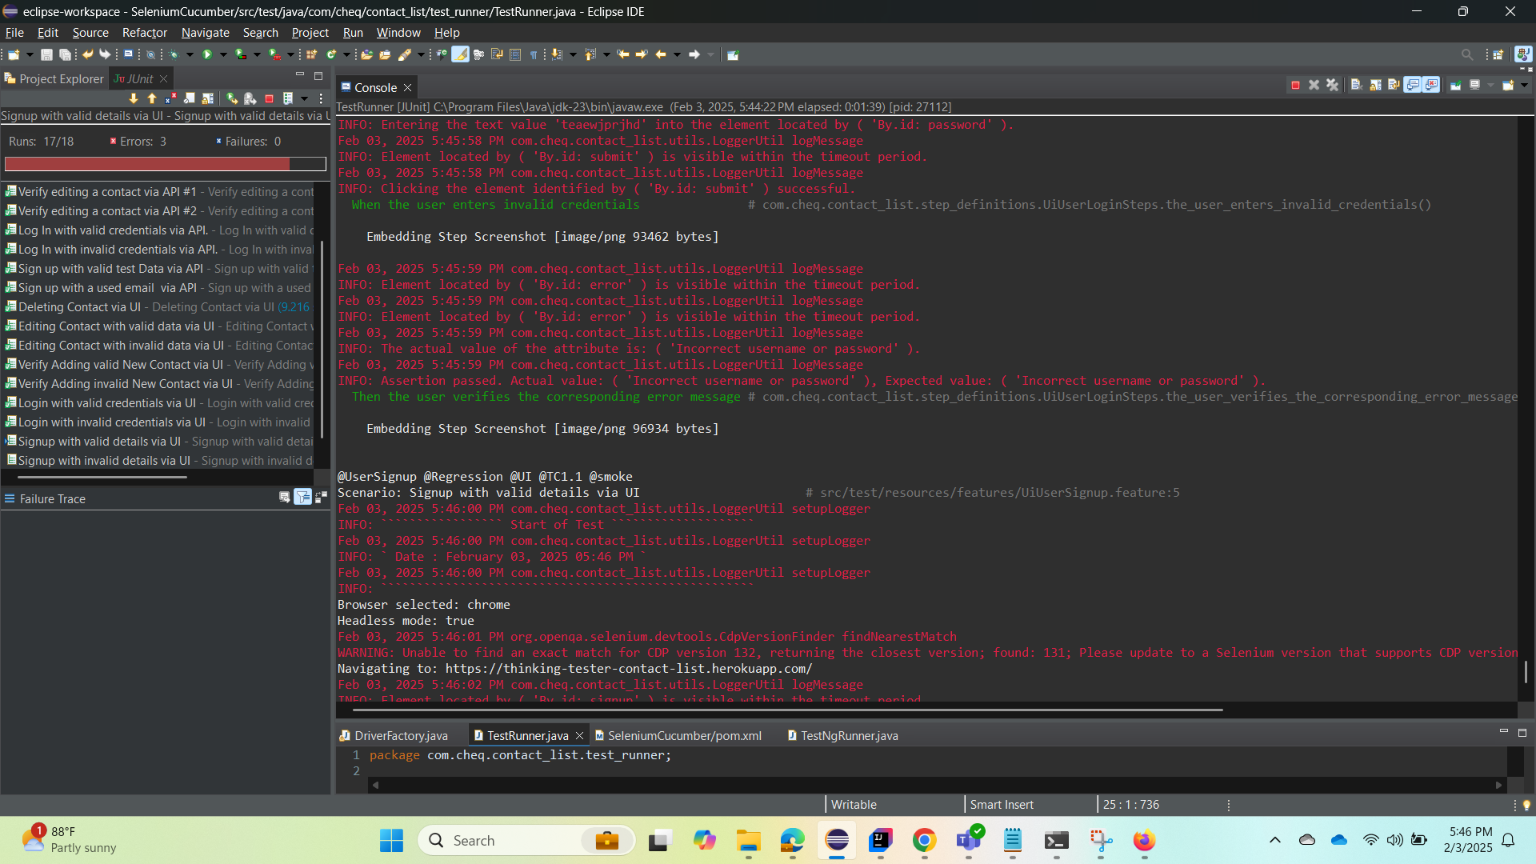 eclipse-workspace - SeleniumCucumber/src/test/java/com/cheq/contact_list/test_runner/TestRunner.java - Eclipse IDE
File Edit Source Refactor Navigate Search Project Run Window Help
Project Explorer JUnit
Signup with valid details via UI - Signup with valid details via U
Runs: 17/18 Errors: 3 Failures: 0
Verify editing a contact via API #1 - Verify editing a cont
Verify editing a contact via API #2 - Verify editing a cont
Log In with valid credentials via API. - Log In with valid c
Log In with invalid credentials via API. - Log In with inva
Sign up with valid test Data via API - Sign up with valid
Sign up with a used email via API - Sign up with a used
Deleting Contact via UI - Deleting Contact via UI (9.216
Editing Contact with valid data via UI - Editing Contact v
Editing Contact with invalid data via UI - Editing Contac
Verify Adding valid New Contact via UI - Verify Adding v
Verify Adding invalid New Contact via UI - Verify Adding
Login with valid credentials via UI - Login with valid cred
Login with invalid credentials via UI - Login with invalid
Signup with valid details via UI - Signup with valid detai
Signup with invalid details via UI - Signup with invalid d
Failure Trace
Console
TestRunner [JUnit] C:\Program Files\Java\jdk-23\bin\javaw.exe (Feb 3, 2025, 5:44:22 PM elapsed: 0:01:39) [pid: 27112]
INFO: Entering the text value 'teaewjprjhd' into the element located by ( 'By.id: password' ).
Feb 03, 2025 5:45:58 PM com.cheq.contact_list.utils.LoggerUtil logMessage
INFO: Element located by ( 'By.id: submit' ) is visible within the timeout period.
Feb 03, 2025 5:45:58 PM com.cheq.contact_list.utils.LoggerUtil logMessage
INFO: Clicking the element identified by ( 'By.id: submit' ) successful.
When the user enters invalid credentials # com.cheq.contact_list.step_definitions.UiUserLoginSteps.the_user_enters_invalid_credentials()
Embedding Step Screenshot [image/png 93462 bytes]
Feb 03, 2025 5:45:59 PM com.cheq.contact_list.utils.LoggerUtil logMessage
INFO: Element located by ( 'By.id: error' ) is visible within the timeout period.
Feb 03, 2025 5:45:59 PM com.cheq.contact_list.utils.LoggerUtil logMessage
INFO: Element located by ( 'By.id: error' ) is visible within the timeout period.
Feb 03, 2025 5:45:59 PM com.cheq.contact_list.utils.LoggerUtil logMessage
INFO: The actual value of the attribute is: ( 'Incorrect username or password' ).
Feb 03, 2025 5:45:59 PM com.cheq.contact_list.utils.LoggerUtil logMessage
INFO: Assertion passed. Actual value: ( 'Incorrect username or password' ), Expected value: ( 'Incorrect username or password' ).
Then the user verifies the corresponding error message # com.cheq.contact_list.step_definitions.UiUserLoginSteps.the_user_verifies_the_corresponding_error_message
Embedding Step Screenshot [image/png 96934 bytes]
@UserSignup @Regression @UI @TC1.1 @smoke
Scenario: Signup with valid details via UI # src/test/resources/features/UiUserSignup.feature:5
Feb 03, 2025 5:46:00 PM com.cheq.contact_list.utils.LoggerUtil setupLogger
INFO: ````````````````` Start of Test ````````````````````
Feb 03, 2025 5:46:00 PM com.cheq.contact_list.utils.LoggerUtil setupLogger
INFO: ` Date : February 03, 2025 05:46 PM `
Feb 03, 2025 5:46:00 PM com.cheq.contact_list.utils.LoggerUtil setupLogger
INFO: ````````````````````````````````````````````````````
Browser selected: chrome
Headless mode: true
Feb 03, 2025 5:46:01 PM org.openqa.selenium.devtools.CdpVersionFinder findNearestMatch
WARNING: Unable to find an exact match for CDP version 132, returning the closest version; found: 131; Please update to a Selenium version that supports CDP version
Navigating to: https://thinking-tester-contact-list.herokuapp.com/
Feb 03, 2025 5:46:02 PM com.cheq.contact_list.utils.LoggerUtil logMessage
INFO: Element located by ( 'By.id: signup' ) is visible within the timeout period
DriverFactory.java TestRunner.java SeleniumCucumber/pom.xml TestNgRunner.java
1 package com.cheq.contact_list.test_runner;
2
Writable Smart Insert 25 : 1 : 736
1
88°F
Partly sunny
Search
5:46 PM
2/3/2025